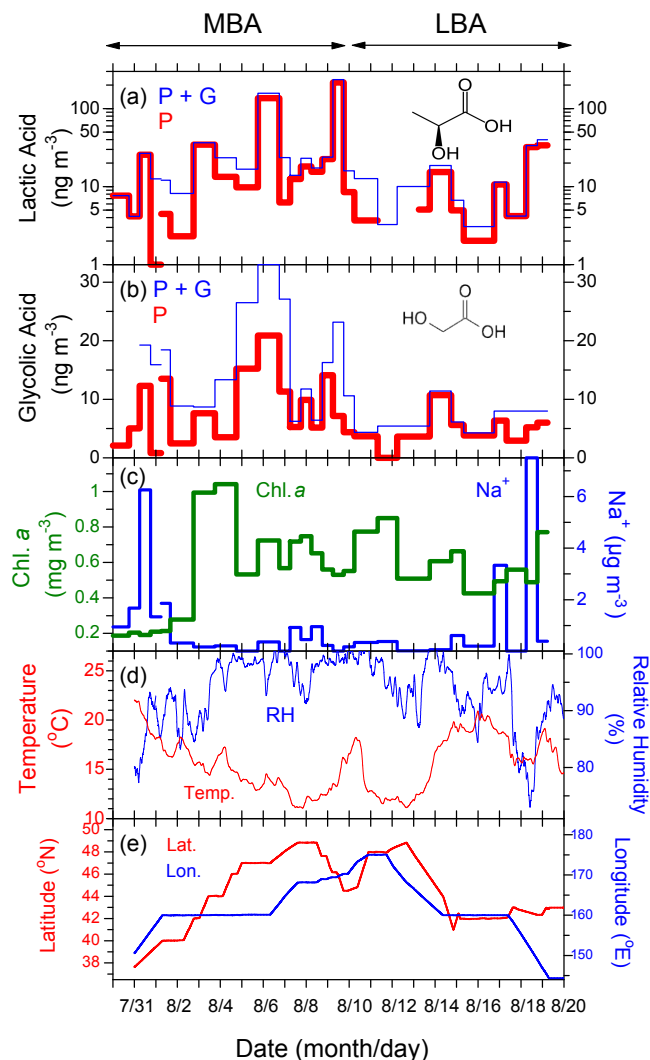 MBA LBA
(a) P + G
P
O
OH
OH
Lactic Acid
(ng m⁻³)
100
50
10
5
1
100
50
10
5
1
(b) P + G
P
O
HO
OH
Glycolic Acid
(ng m⁻³)
30
20
10
0
30
20
10
0
(c)
Chl. a
Na⁺
Chl. a
(mg m⁻³)
1
0.8
0.6
0.4
0.2
6
4
2
Na⁺ (µg m⁻³)
(d)
RH
Temp.
Temperature
(°C)
25
20
15
10
100
90
80
70
Relative Humidity
(%)
(e) Lat.
Lon.
Latitude (°N)
50
48
46
44
42
40
38
175
170
160
150
Longitude (°E)
7/31 8/2 8/4 8/6 8/8 8/10 8/12 8/14 8/16 8/18 8/20
Date (month/day)